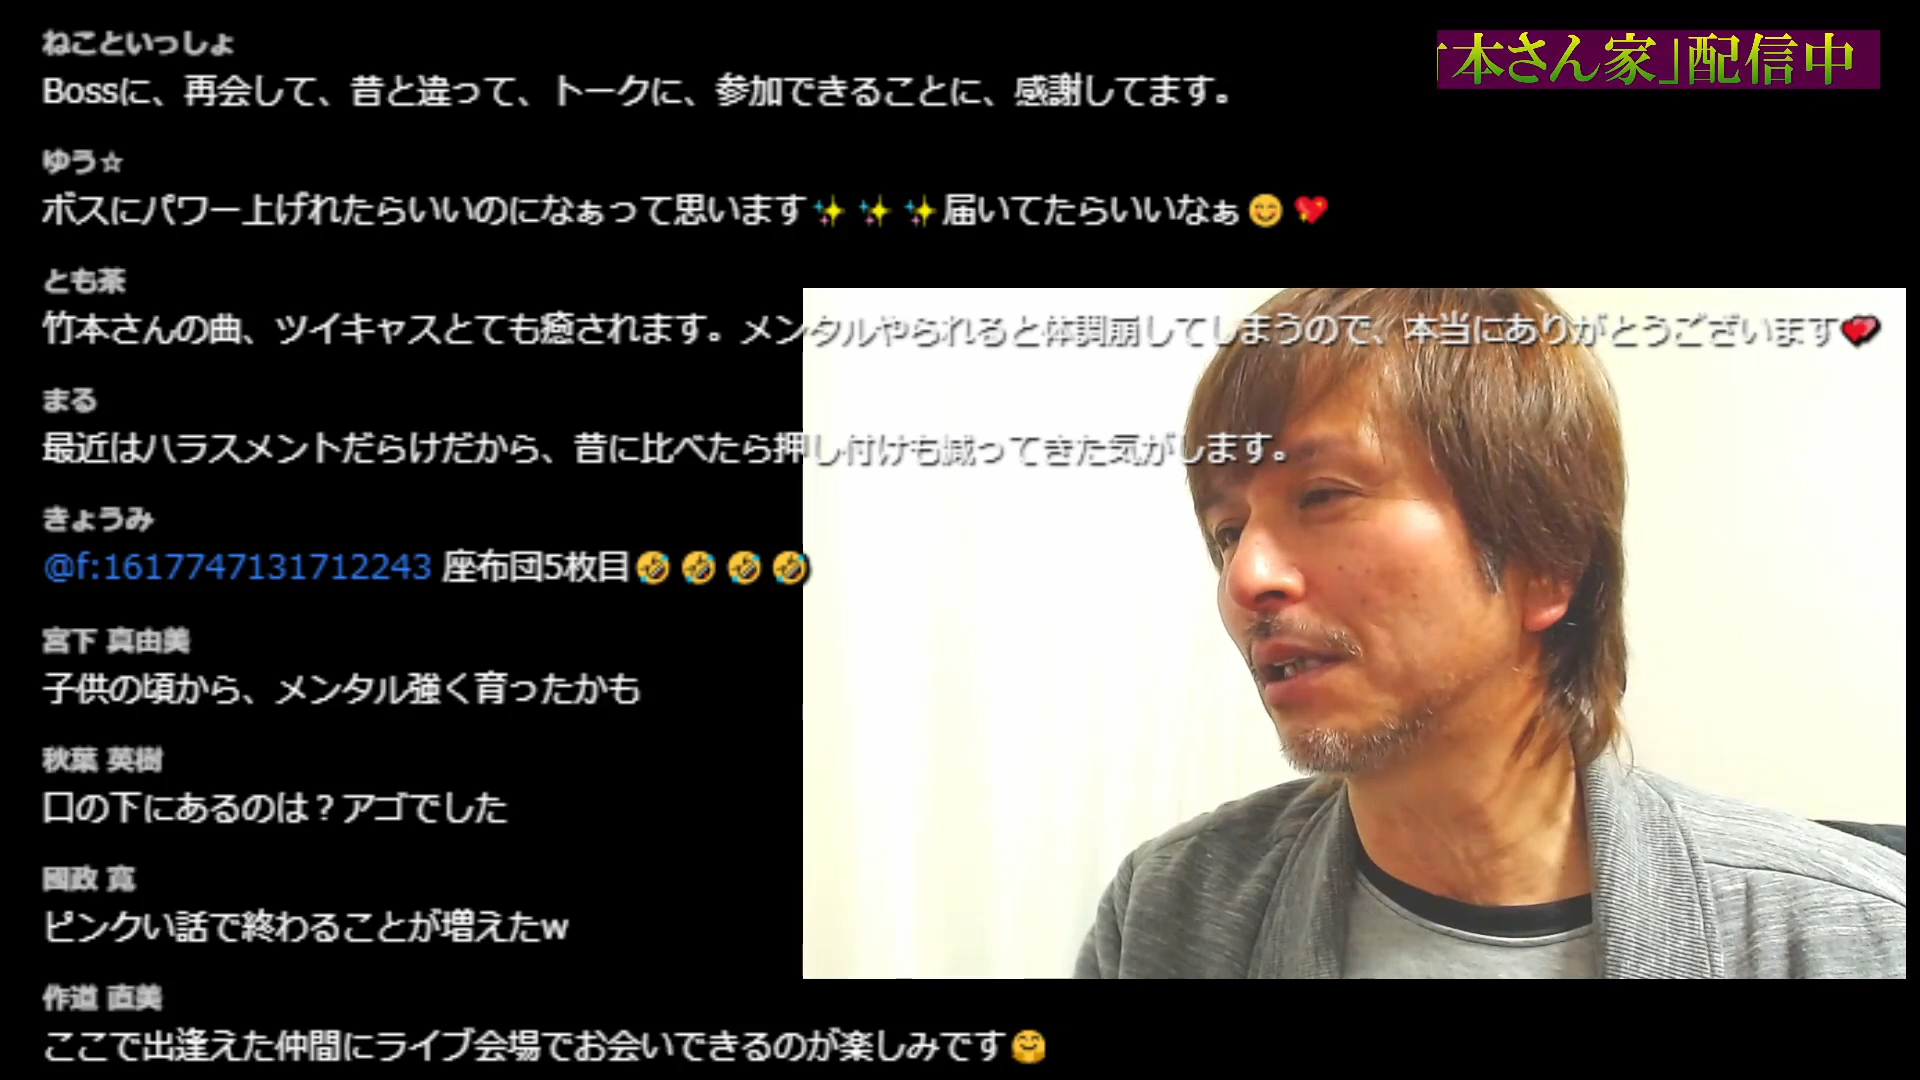 本さん家」配信中
ねこといっしょ
Bossに、再会して、昔と違って、トークに、参加できることに、感謝してます。
ゆう☆
ボスにパワー上げれたらいいのになぁって思います✨✨✨届いてたらいいなぁ😊💖
とも茶
竹本さんの曲、ツイキャスとても癒されます。メンタルやられると体調崩してしまうので、本当にありがとうございます❤
まる
最近はハラスメントだらけだから、昔に比べたら押し付けも減ってきた気がします。
きょうみ
@f:1617747131712243 座布団5枚目🤣🤣🤣🤣
宮下 真由美
子供の頃から、メンタル強く育ったかも
秋葉 英樹
口の下にあるのは？アゴでした
國政 寛
ピンクい話で終わることが増えたw
作道 直美
ここで出逢えた仲間にライブ会場でお会いできるのが楽しみです🤗